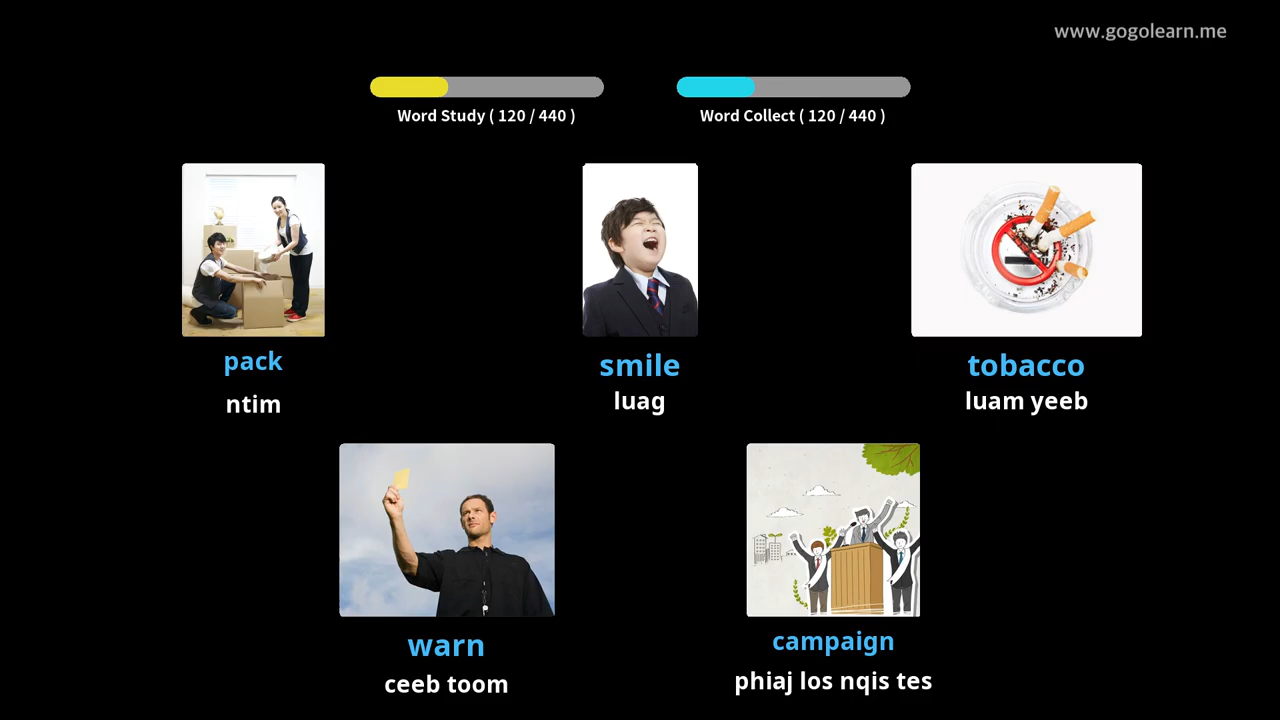 www.gogolearn.me
Word Study ( 120 / 440 )
Word Collect ( 120 / 440 )
pack
ntim
smile
luag
tobacco
luam yeeb
warn
ceeb toom
campaign
phiaj los nqis tes